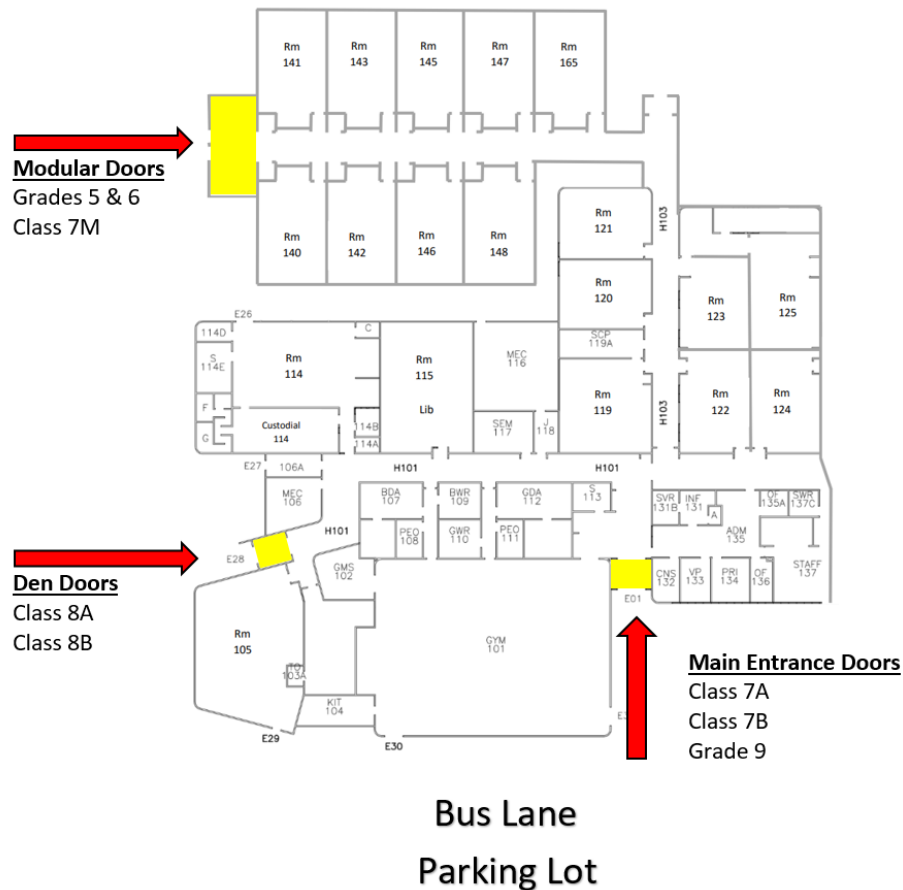 Rm
141
Rm
143
Rm
145
Rm
147
Rm
165
Modular Doors
Grades 5 & 6
Class 7M
Rm
140
Rm
142
Rm
146
Rm
148
Rm
121
H103
Rm
120
Rm
123
Rm
125
E26
114D
C
S
114E
Rm
114
Rm
115
Lib
MEC
116
SCP
119A
Rm
119
H103
Rm
122
Rm
124
F
G
Custodial
114
14B
114A
SEM
117
J
118
E27
106A
H101
H101
MEC
106
BDA
107
BWR
109
GDA
112
S
113
SVR
131B
INF
131
A
OF
135A
SWR
137C
ADM
135
H101
PEO
108
GWR
110
PEO
111
E28
GMS
102
CNS
132
VP
133
PRI
134
OF
136
STAFF
137
E01
Den Doors
Class 8A
Class 8B
Rm
105
103A
KIT
104
GYM
101
E29
E30
Main Entrance Doors
Class 7A
Class 7B
Grade 9
Bus Lane
Parking Lot